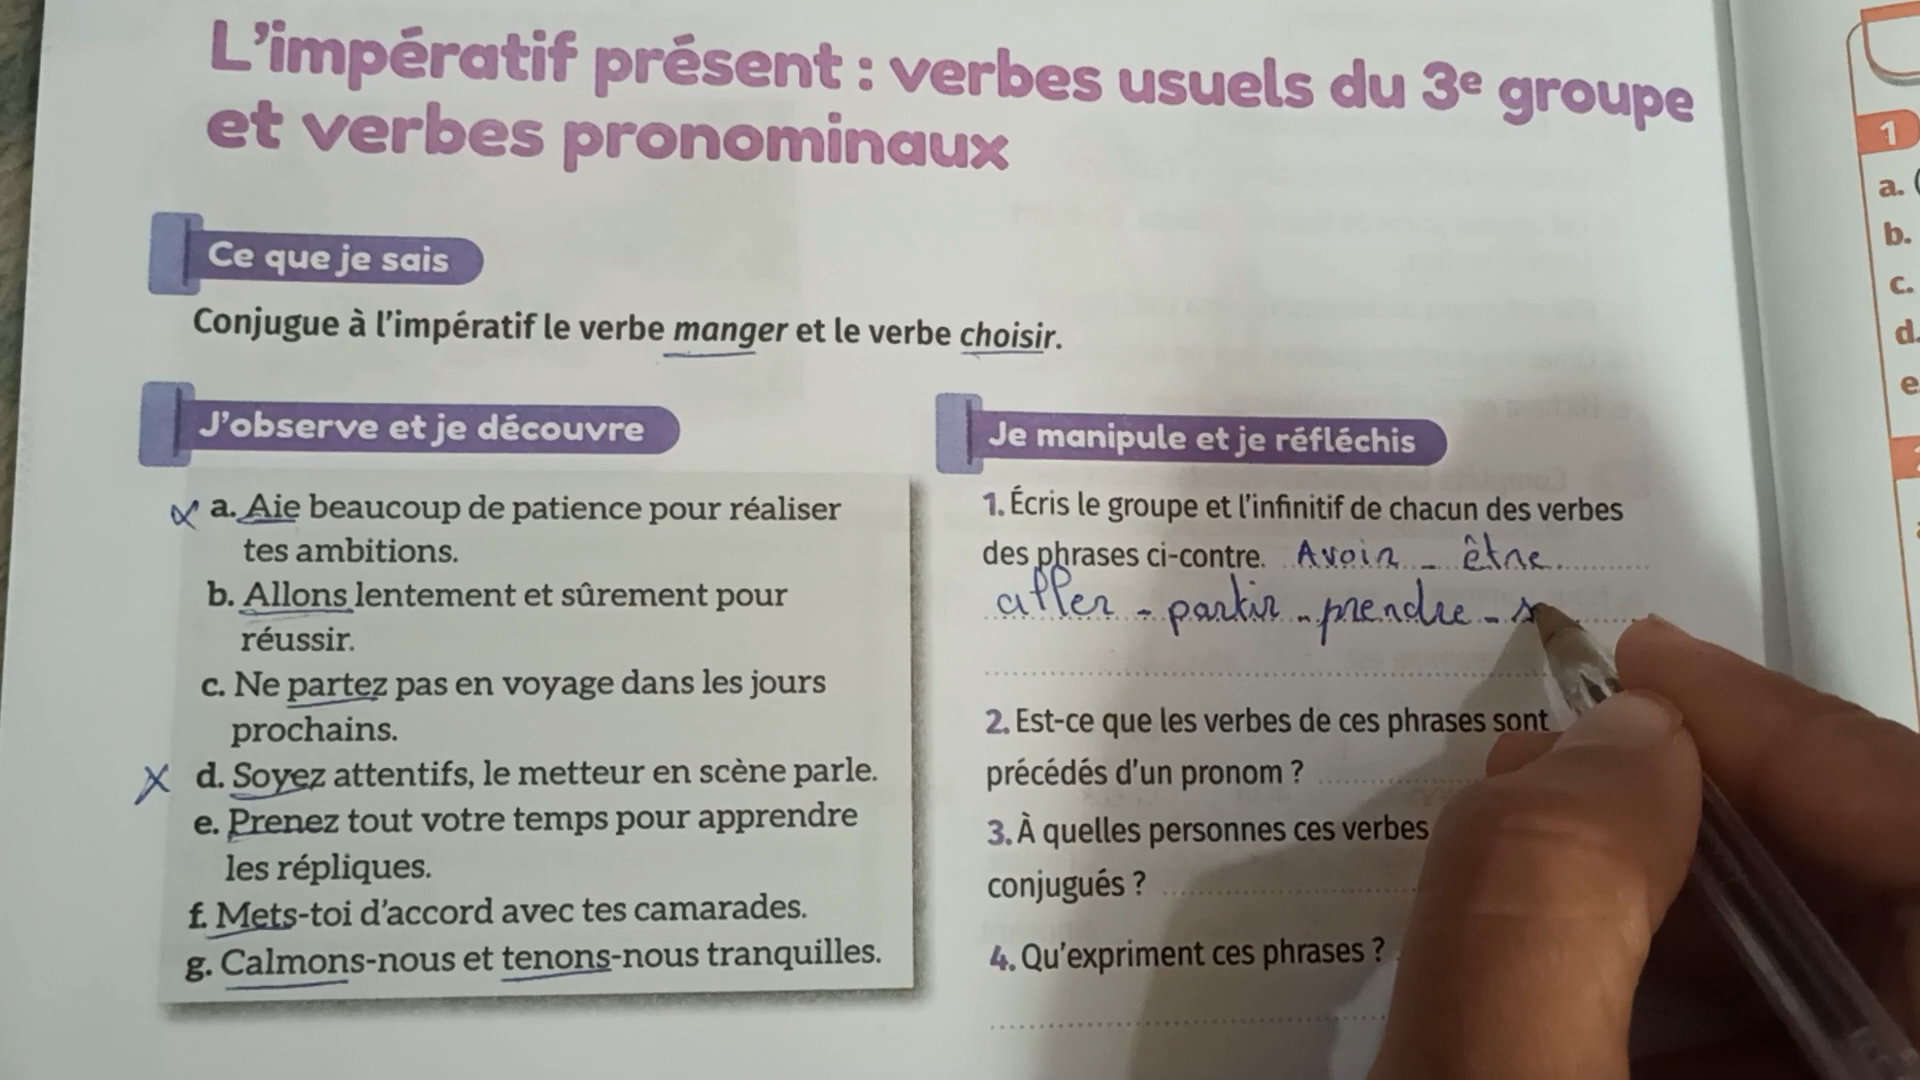 L'impératif présent : verbes usuels du 3e groupe
et verbes pronominaux
Ce que je sais
Conjugue à l'impératif le verbe manger et le verbe choisir.
J'observe et je découvre
a. Aie beaucoup de patience pour réaliser
tes ambitions.
b. Allons lentement et sûrement pour
réussir.
c. Ne partez pas en voyage dans les jours
prochains.
d. Soyez attentifs, le metteur en scène parle.
e. Prenez tout votre temps pour apprendre
les répliques.
f. Mets-toi d'accord avec tes camarades.
g. Calmons-nous et tenons-nous tranquilles.
Je manipule et je réfléchis
1. Écris le groupe et l'infinitif de chacun des verbes
des phrases ci-contre. Avoir - être
aller - partir - prendre - s
2. Est-ce que les verbes de ces phrases sont
précédés d'un pronom ?
3. À quelles personnes ces verbes
conjugués ?
4. Qu'expriment ces phrases ?
1
a.
b.
c.
d.
e